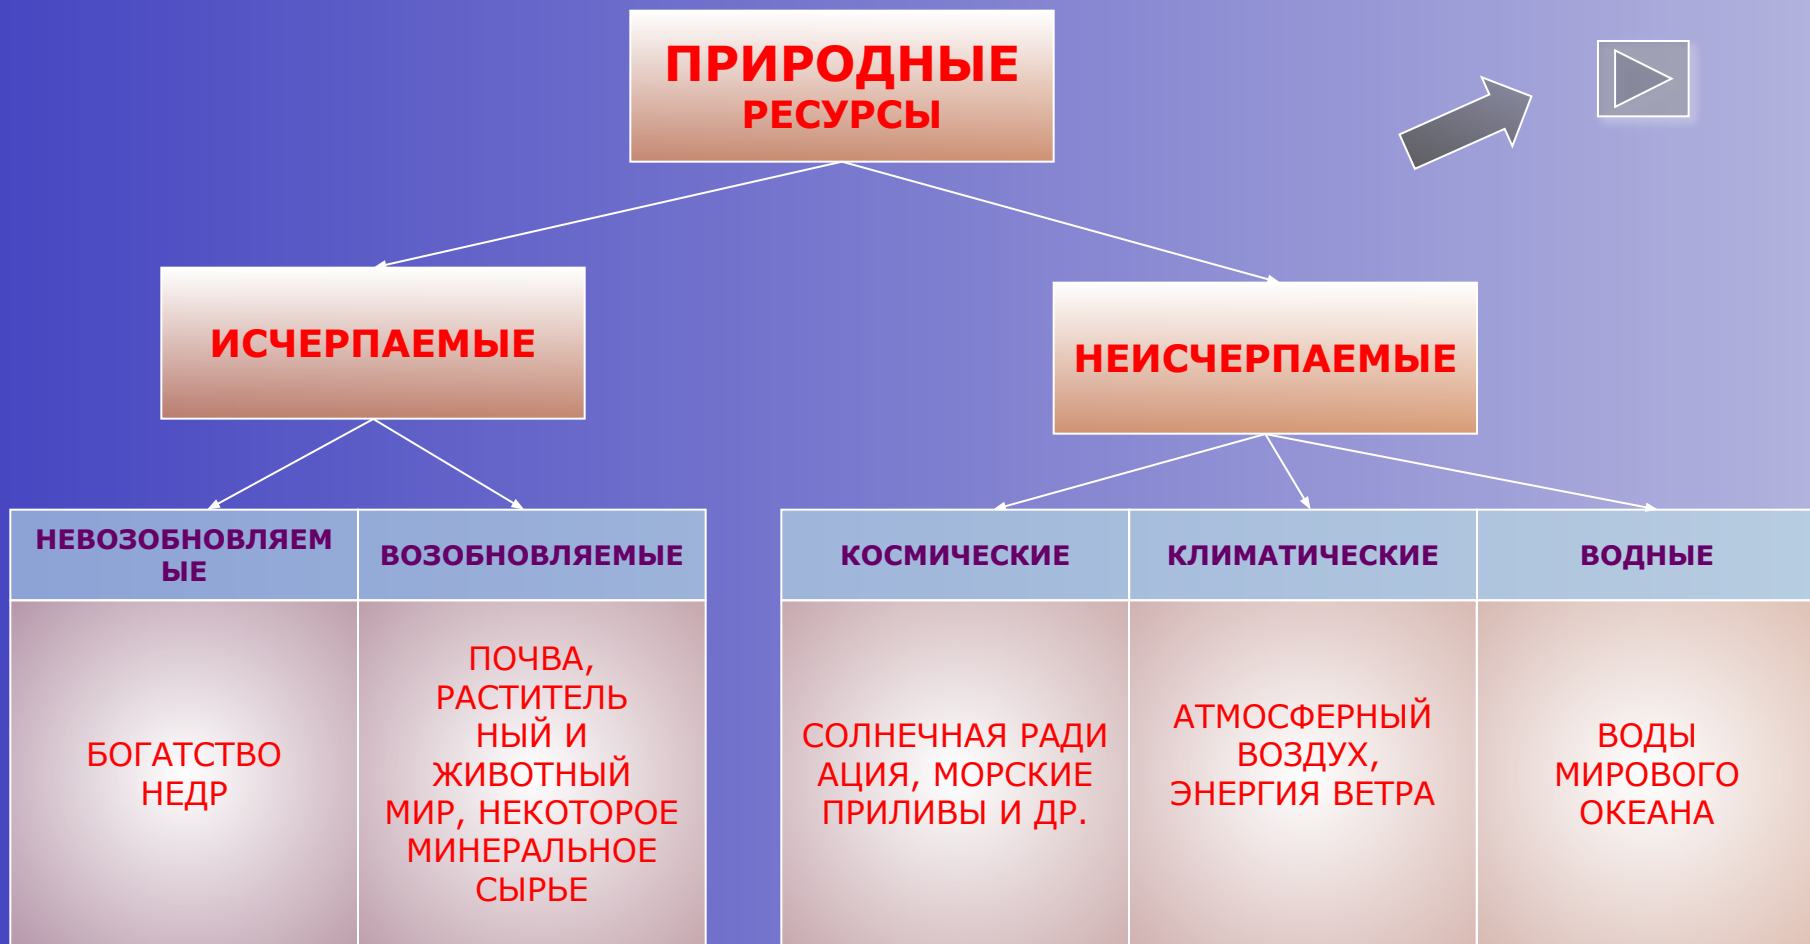 ПРИРОДНЫЕ
РЕСУРСЫ
ИСЧЕРПАЕМЫЕ
НЕИСЧЕРПАЕМЫЕ
НЕВОЗОБНОВЛЯЕМ
ЫЕ
ВОЗОБНОВЛЯЕМЫЕ
КОСМИЧЕСКИЕ
КЛИМАТИЧЕСКИЕ
ВОДНЫЕ
БОГАТСТВО
НЕДР
ПОЧВА,
РАСТИТЕЛЬ
НЫЙ И
ЖИВОТНЫЙ
МИР, НЕКОТОРОЕ
МИНЕРАЛЬНОЕ
СЫРЬЕ
СОЛНЕЧНАЯ РАДИ
АЦИЯ, МОРСКИЕ
ПРИЛИВЫ И ДР.
АТМОСФЕРНЫЙ
ВОЗДУХ,
ЭНЕРГИЯ ВЕТРА
ВОДЫ
МИРОВОГО
ОКЕАНА